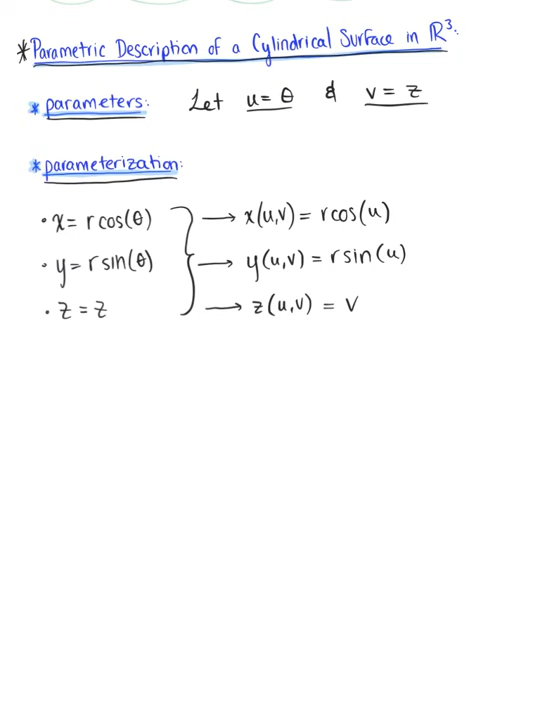 *Parametric Description of a Cylindrical Surface in ℝ³:
* parameters: Let u = θ & v = z
* parameterization:
• x = r cos(θ) → x(u,v) = r cos(u)
• y = r sin(θ) → y(u,v) = r sin(u)
• z = z → z(u,v) = v